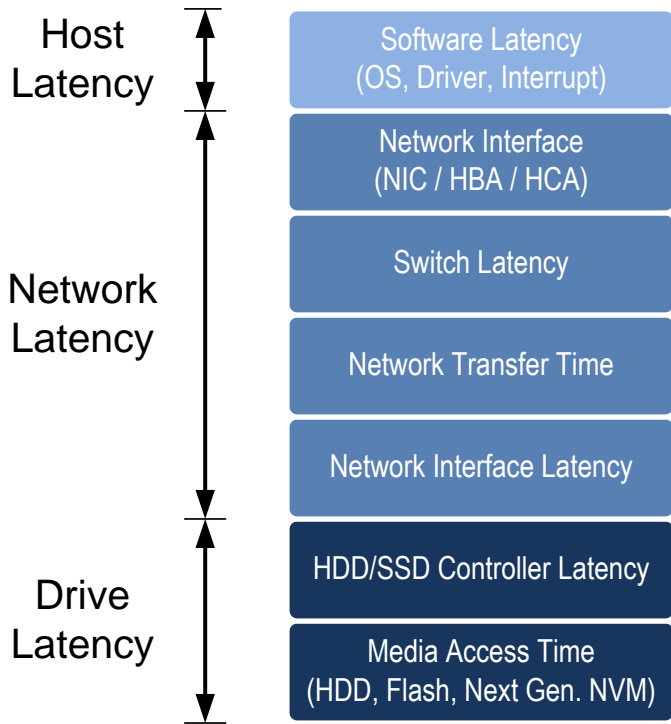 Host
Latency
Software Latency
(OS, Driver, Interrupt)
Network Interface
(NIC / HBA / HCA)
Switch Latency
Network
Latency
Network Transfer Time
Network Interface Latency
HDD/SSD Controller Latency
Drive
Latency
Media Access Time
(HDD, Flash, Next Gen. NVM)